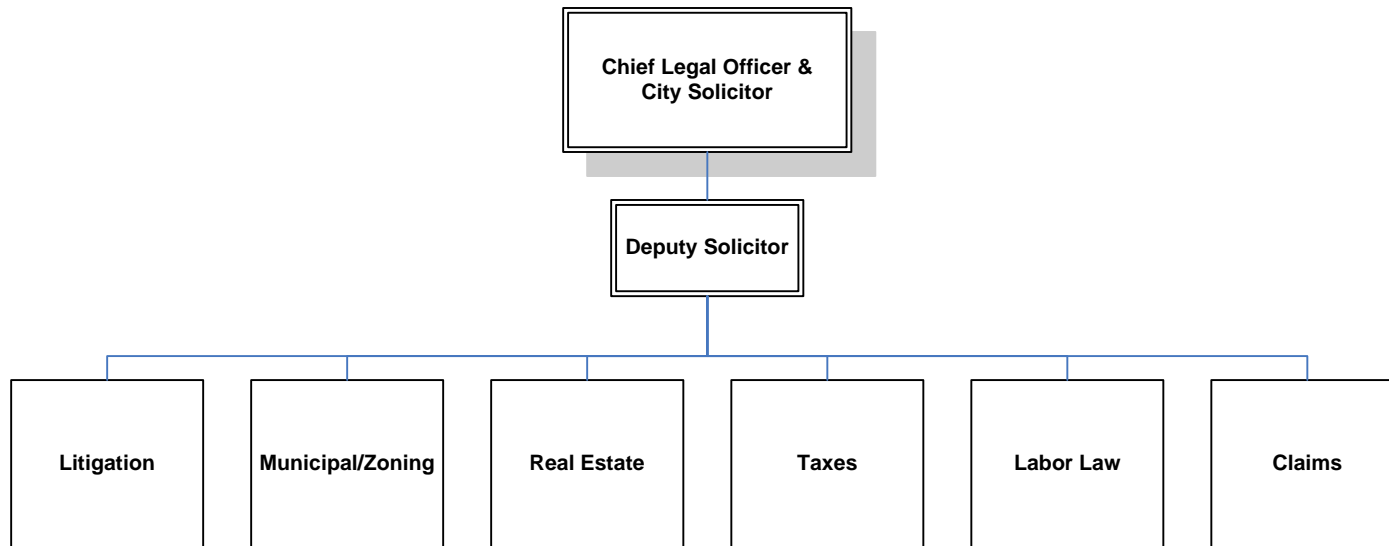 Chief Legal Officer &
City Solicitor
Deputy Solicitor
Litigation
Municipal/Zoning
Real Estate
Taxes
Labor Law
Claims